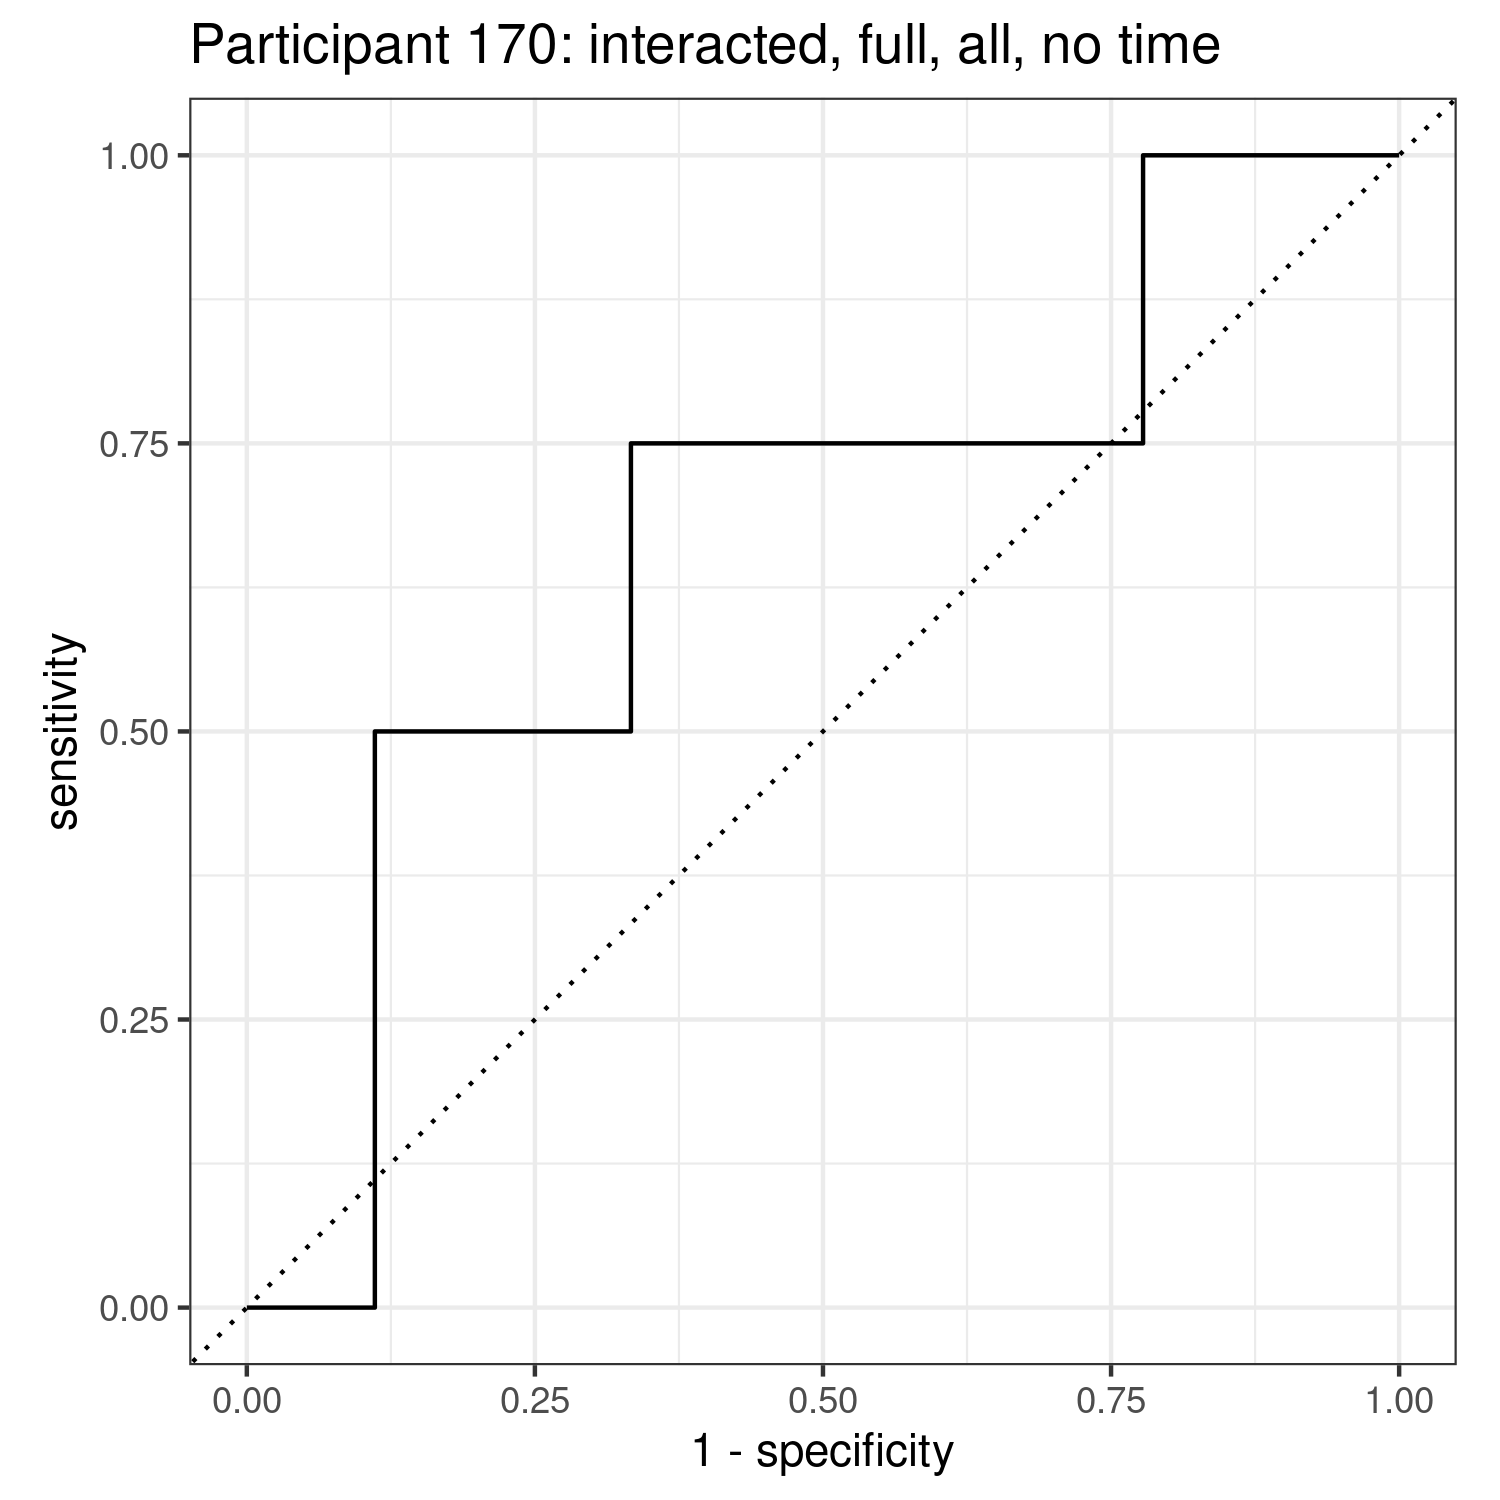 Participant 170: interacted, full, all, no time
1.00
0.75
0.50
0.25
0.00
sensitivity
0.00 0.25 0.50 0.75 1.00
1 - specificity